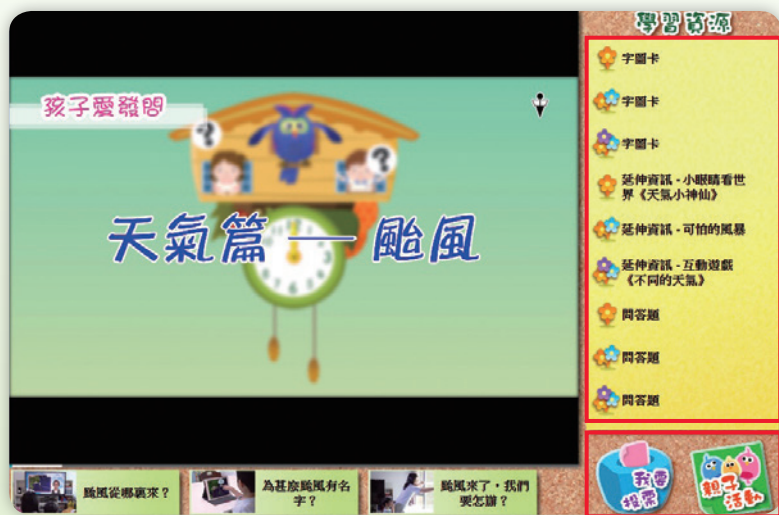 學習資源
孩子愛發問
?
?
天氣篇 — 颱風
字圖卡
字圖卡
字圖卡
延伸資訊 - 小眼睛看世
界《天氣小神仙》
延伸資訊 - 可怕的風暴
延伸資訊 - 互動遊戲
《不同的天氣》
問答題
問答題
問答題
颱風從哪裏來？
為甚麼颱風有名
字？
颱風來了，我們
要怎辦？
我要
投票
親子
活動